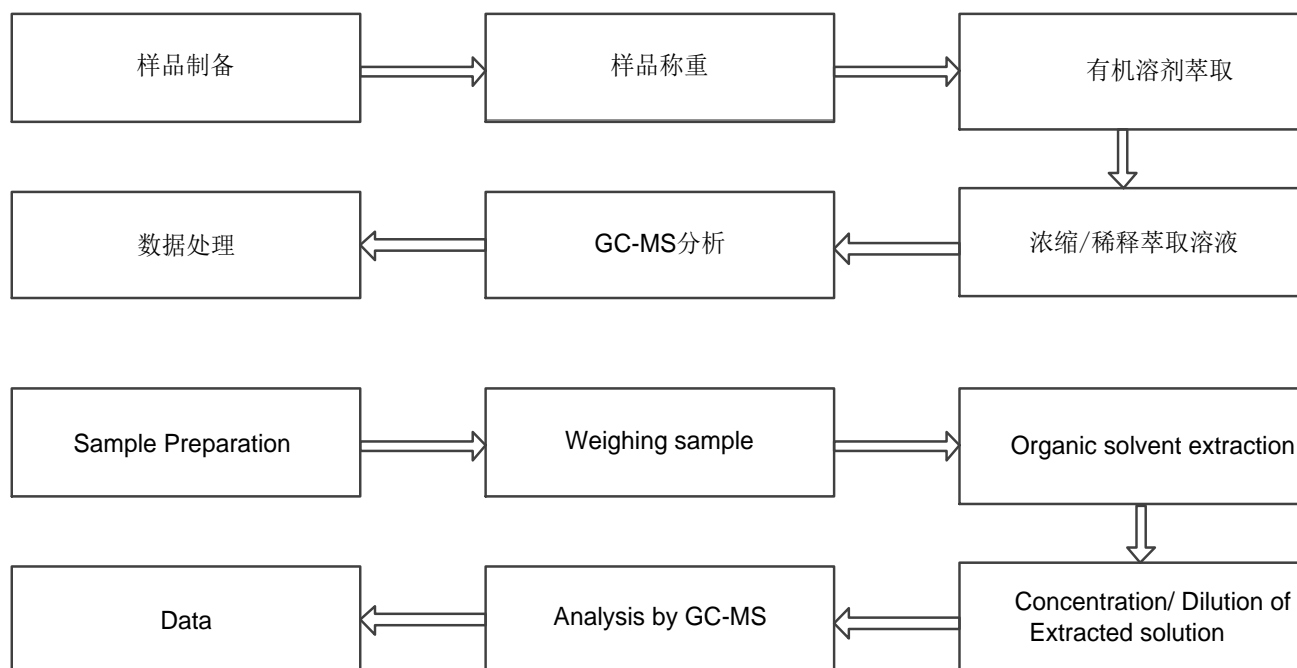 样品制备
样品称重
有机溶剂萃取
数据处理
GC-MS分析
浓缩/稀释萃取溶液
Sample Preparation
Weighing sample
Organic solvent extraction
Data
Analysis by GC-MS
Concentration/ Dilution of
Extracted solution